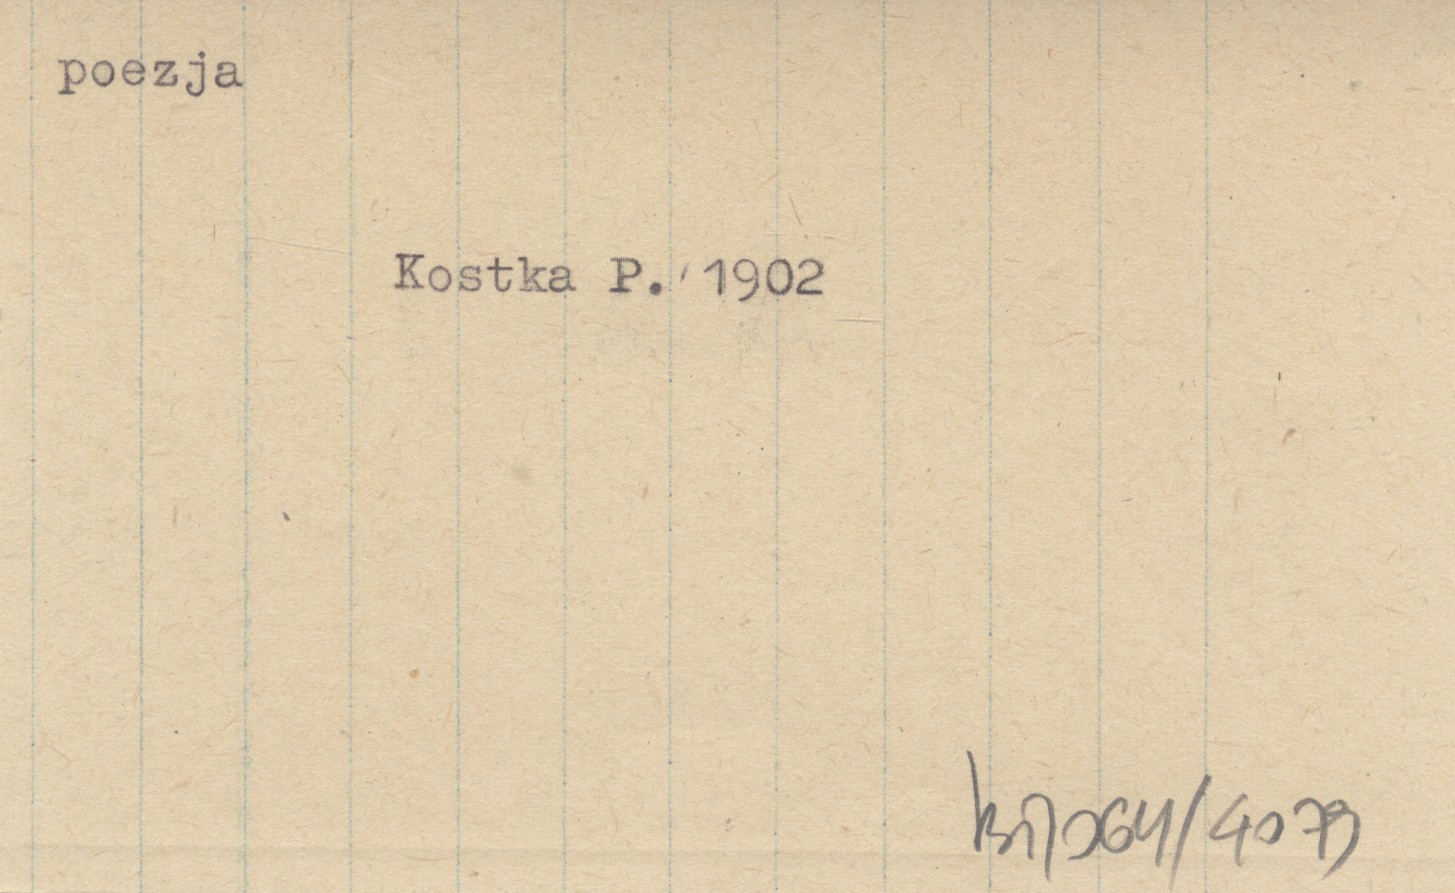 poezja
Kostka P. 1902